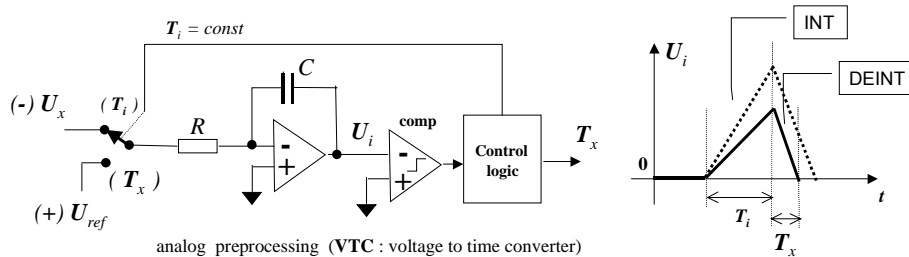 T_i = const
(-) U_x
( T_i )
R
C
-
+
U_i
comp
-
+
Control
logic
T_x
( T_x )
(+) U_ref
analog preprocessing (VTC : voltage to time converter)
INT
U_i
DEINT
0
t
T_i
T_x